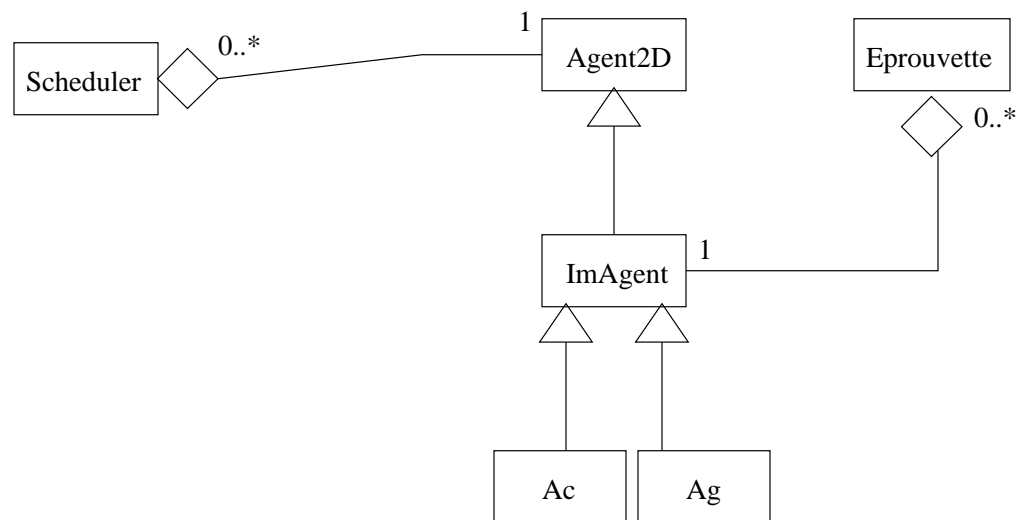 1
0..*
Agent2D
Eprouvette
Scheduler
0..*
1
ImAgent
Ac
Ag